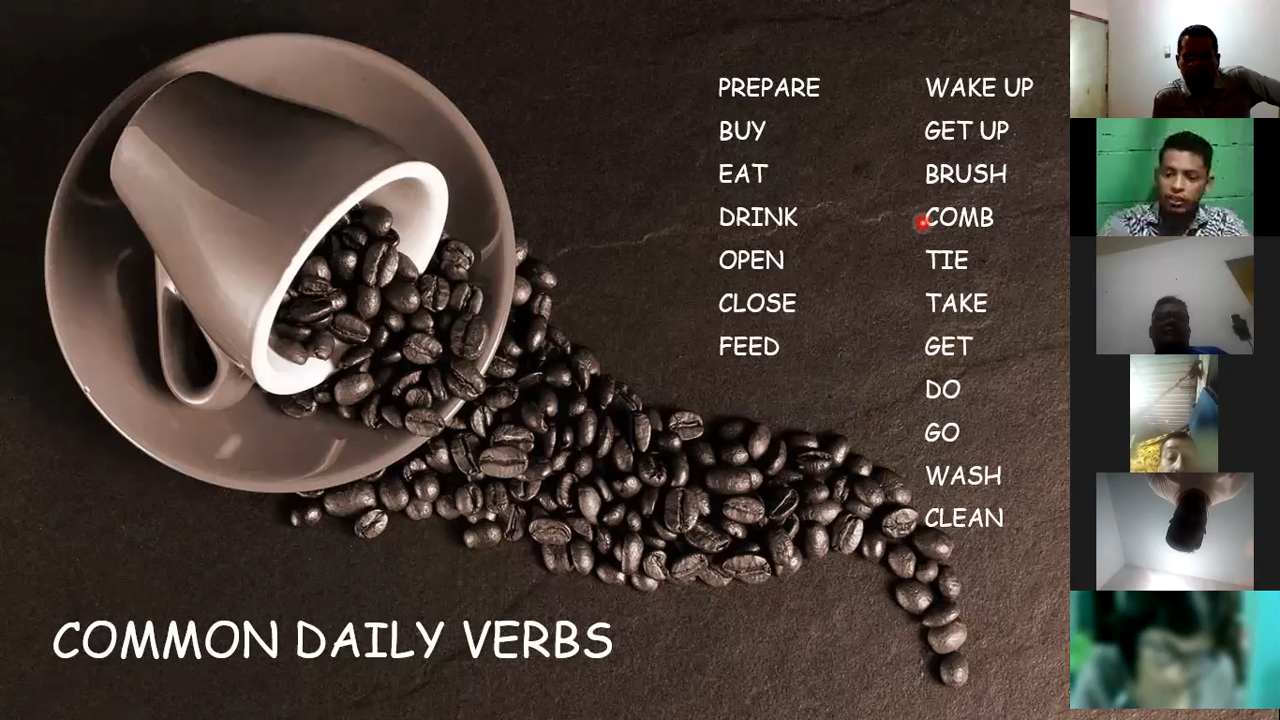 PREPARE
BUY
EAT
DRINK
OPEN
CLOSE
FEED
WAKE UP
GET UP
BRUSH
COMB
TIE
TAKE
GET
DO
GO
WASH
CLEAN
COMMON DAILY VERBS